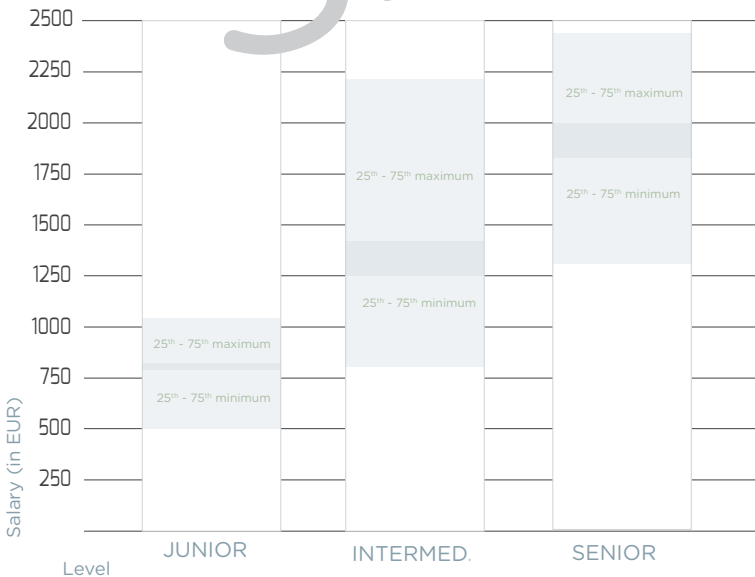 2500
2250
2000
1750
1500
1250
1000
750
500
250
Salary (in EUR)
Level
JUNIOR
INTERMED.
SENIOR
25th - 75th maximum
25th - 75th minimum
25th - 75th maximum
25th - 75th minimum
25th - 75th maximum
25th - 75th minimum